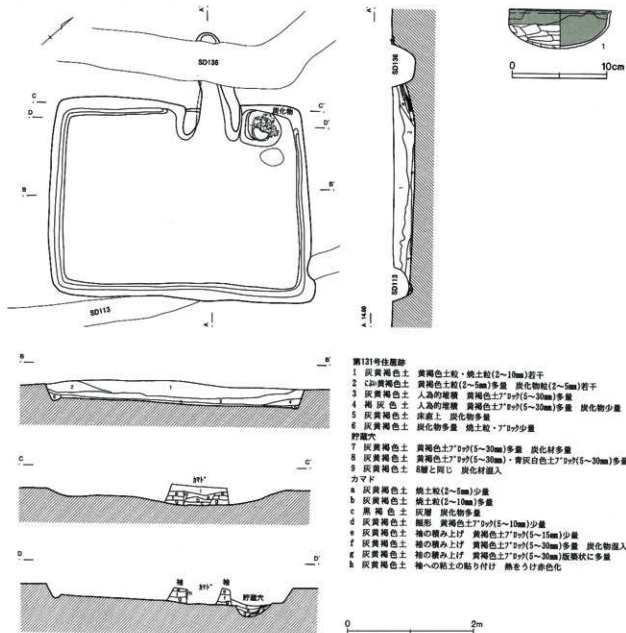 A'
SD136
C
D
炭化物
C'
D'
B
B'
SD113
A
A'
SD136
1
2
SD113
A 14.80
1
0 10cm
B
B'
2
1
3
4
C
C'
カマド
D
D'
袖
カマド
袖
貯蔵穴
0 2m
第131号住居跡
1 灰黄褐色土 黄褐色土粒・焼土粒(2〜10mm)若干
2 にぶい黄褐色土 黄褐色土粒(2〜5mm)多量 炭化物粒(2〜5mm)若干
3 灰黄褐色土 人為的堆積 黄褐色土ブロック(5〜30mm)多量
4 褐灰色土 人為的堆積 黄褐色土ブロック(5〜30mm)多量 炭化物少量
5 灰黄褐色土 床直上 炭化物多量
6 灰黄褐色土 炭化物多量 焼土粒・ブロック少量
貯蔵穴
7 灰黄褐色土 黄褐色土ブロック(5〜30mm)多量 炭化材多量
8 灰黄褐色土 黄褐色土ブロック(5〜30mm)・青灰白色土ブロック(5〜30mm)多量
9 灰黄褐色土 8層と同じ 炭化材混入
カマド
a 灰黄褐色土 焼土粒(2〜5mm)少量
b 灰黄褐色土 焼土粒(2〜10mm)多量
c 黒褐色土 灰層 炭化物多量
d 灰黄褐色土 掘形 黄褐色土ブロック(5〜10mm)少量
e 灰黄褐色土 袖の積み上げ 黄褐色土ブロック(5〜15mm)少量
f 灰黄褐色土 袖の積み上げ 黄褐色土ブロック(5〜30mm)多量 炭化物混入
g 灰黄褐色土 袖の積み上げ 黄褐色土ブロック(5〜30mm)版築状に多量
h 灰黄褐色土 袖への粘土の貼り付け 熱をうけ赤色化